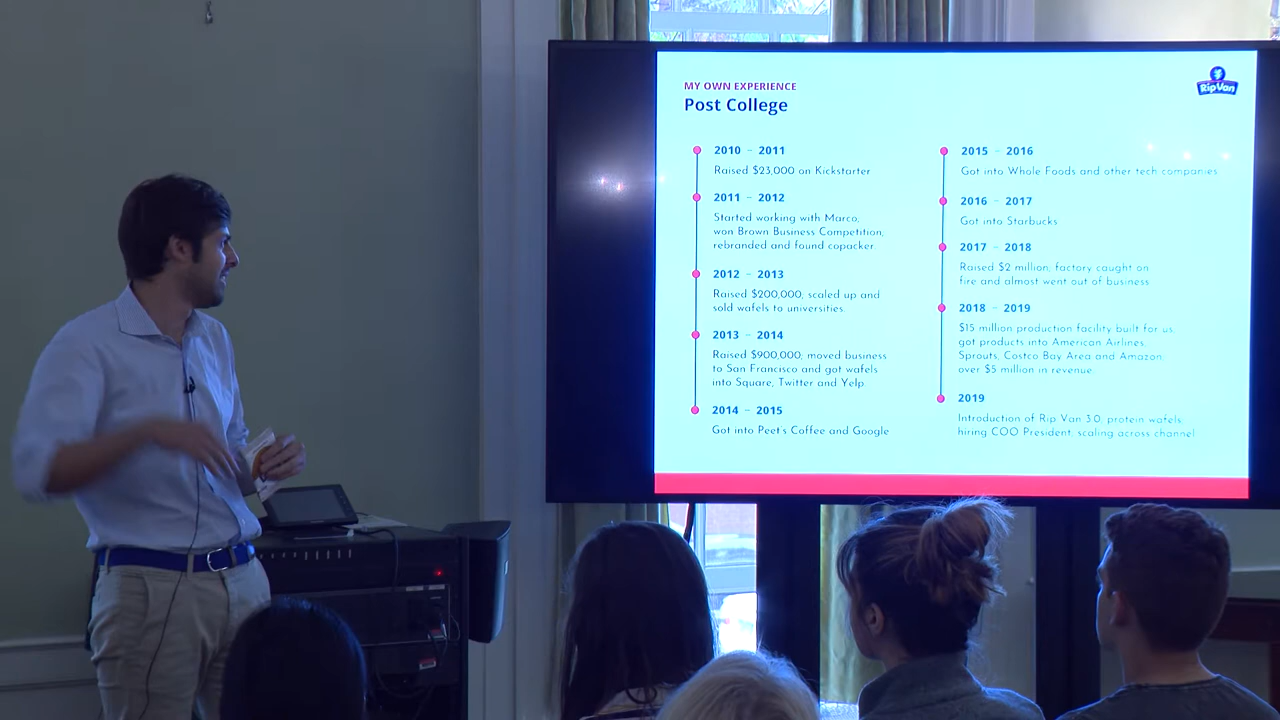 MY OWN EXPERIENCE
Post College
Rip Van
2010 – 2011
Raised $23,000 on Kickstarter
2011 – 2012
Started working with Marco,
won Brown Business Competition,
rebranded and found copacker.
2012 – 2013
Raised $200,000, scaled up and
sold wafels to universities.
2013 – 2014
Raised $900,000; moved business
to San Francisco and got wafels
into Square, Twitter and Yelp.
2014 – 2015
Got into Peet's Coffee and Google
2015 – 2016
Got into Whole Foods and other tech companies.
2016 – 2017
Got into Starbucks
2017 – 2018
Raised $2 million; factory caught on
fire and almost went out of business
2018 – 2019
$15 million production facility built for us;
got products into American Airlines,
Sprouts, Costco Bay Area and Amazon;
over $5 million in revenue.
2019
Introduction of Rip Van 3.0, protein wafels;
hiring COO President, scaling across channel